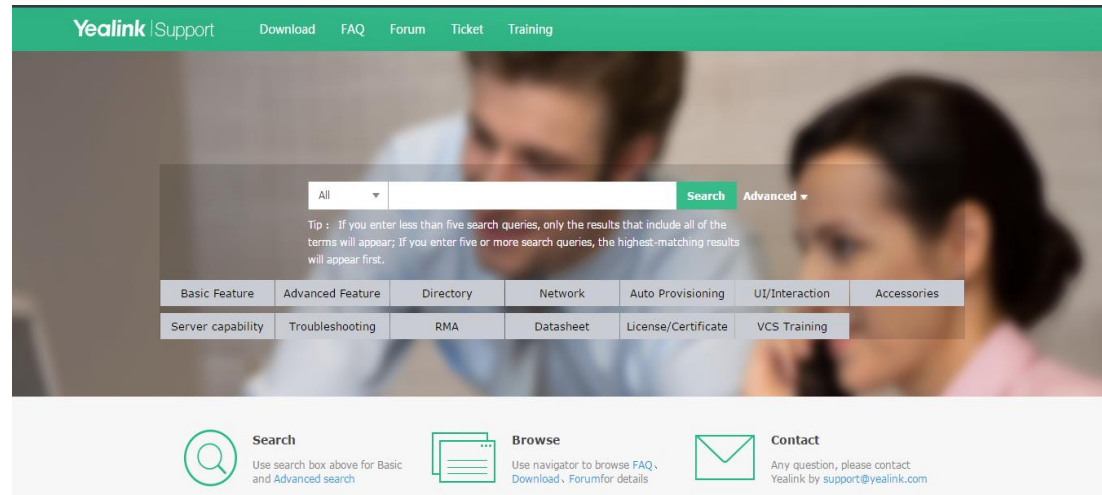 Yealink | Support Download FAQ Forum Ticket Training
All Search Advanced
Tip : If you enter less than five search queries, only the results that include all of the
terms will appear; If you enter five or more search queries, the highest-matching results
will appear first.
Basic Feature Advanced Feature Directory Network Auto Provisioning UI/Interaction Accessories
Server capability Troubleshooting RMA Datasheet License/Certificate VCS Training
Search
Use search box above for Basic
and Advanced search
Browse
Use navigator to browse FAQ、
Download、Forumfor details
Contact
Any question, please contact
Yealink by support@yealink.com